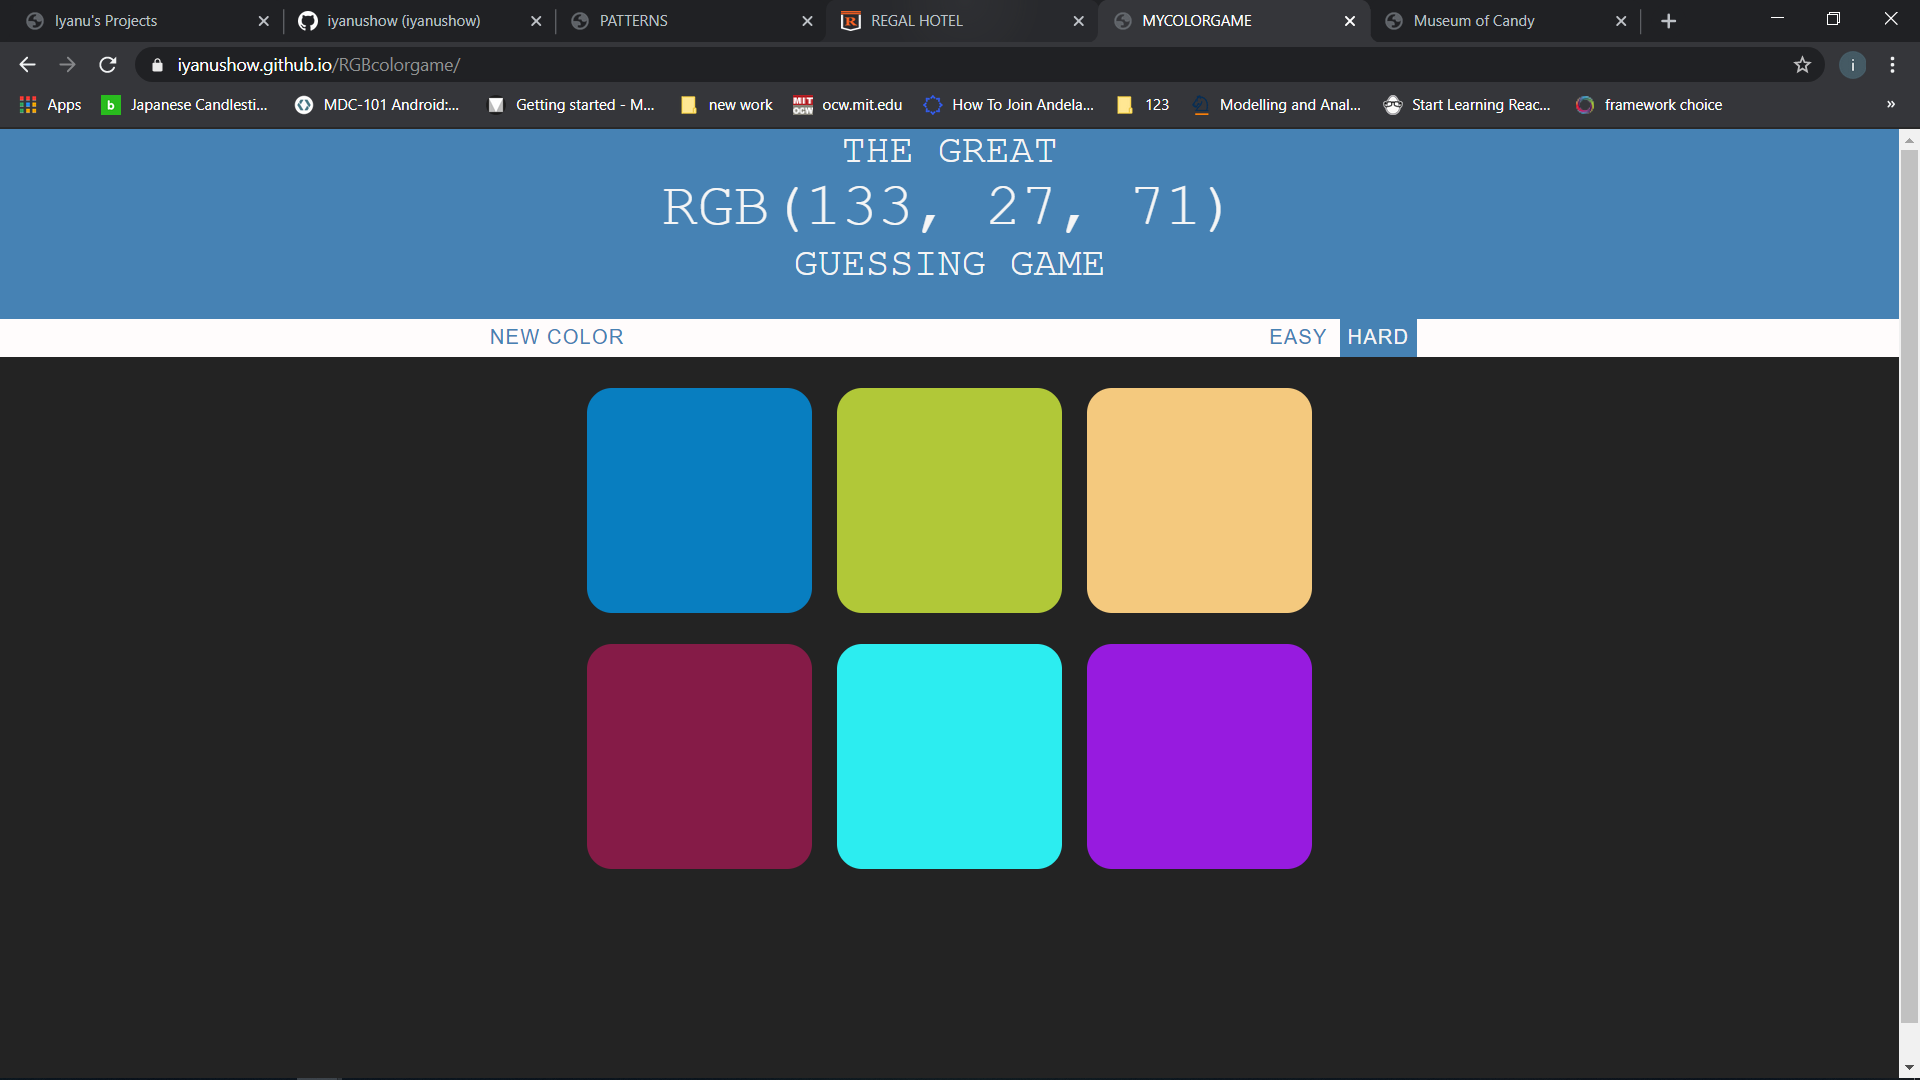 Iyanu's Projects
iyanushow (iyanushow)
PATTERNS
REGAL HOTEL
MYCOLORGAME
Museum of Candy
iyanushow.github.io/RGBcolorgame/
i
Apps
b
Japanese Candlesti...
MDC-101 Android:...
Getting started - M...
new work
MIT OCW
ocw.mit.edu
How To Join Andela...
123
Modelling and Anal...
Start Learning Reac...
framework choice
»
THE GREAT
RGB(133, 27, 71)
GUESSING GAME
NEW COLOR
EASY
HARD